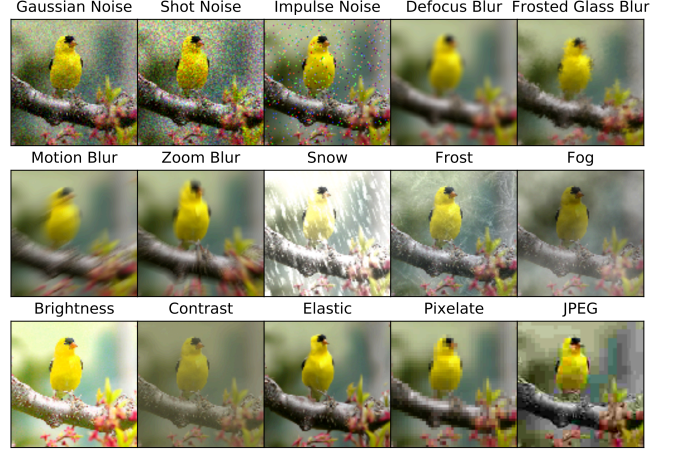 Gaussian Noise Shot Noise Impulse Noise Defocus Blur Frosted Glass Blur
Motion Blur Zoom Blur Snow Frost Fog
Brightness Contrast Elastic Pixelate JPEG